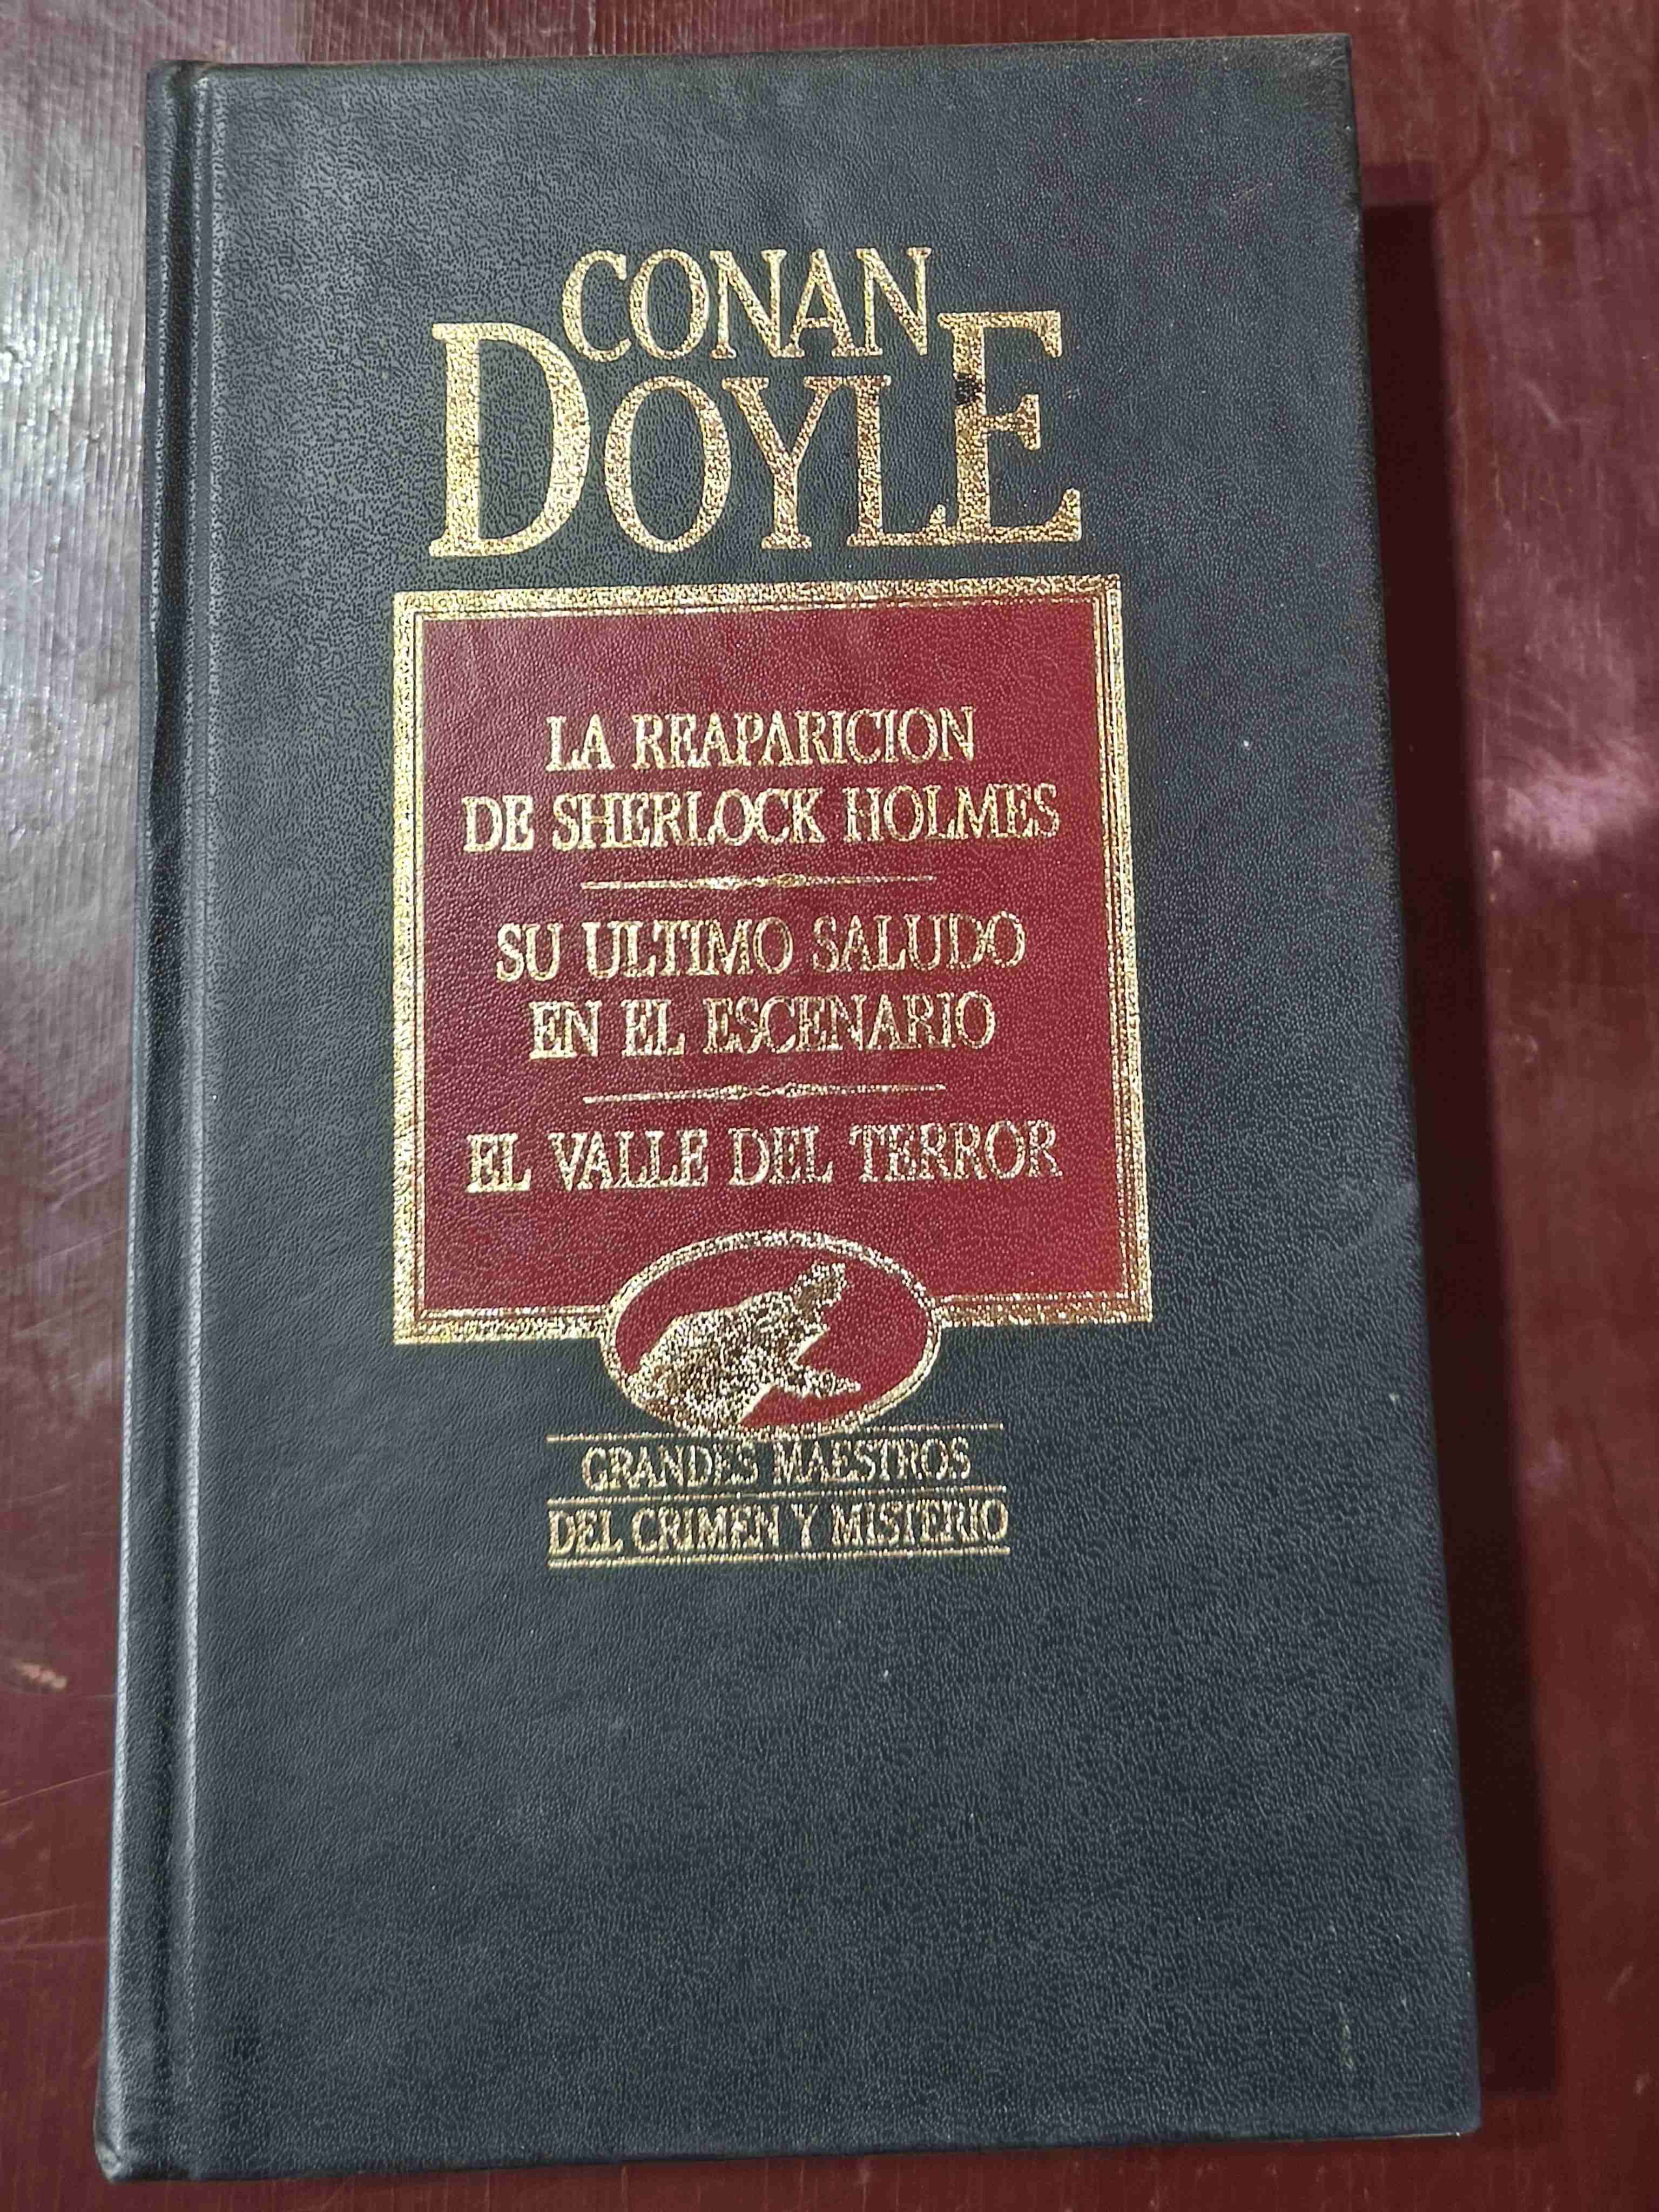 CONAN
DOYLE
LA REAPARICION
DE SHERLOCK HOLMES
SU ULTIMO SALUDO
EN EL ESCENARIO
EL VALLE DEL TERROR
GRANDES MAESTROS
DEL CRIMEN Y MISTERIO